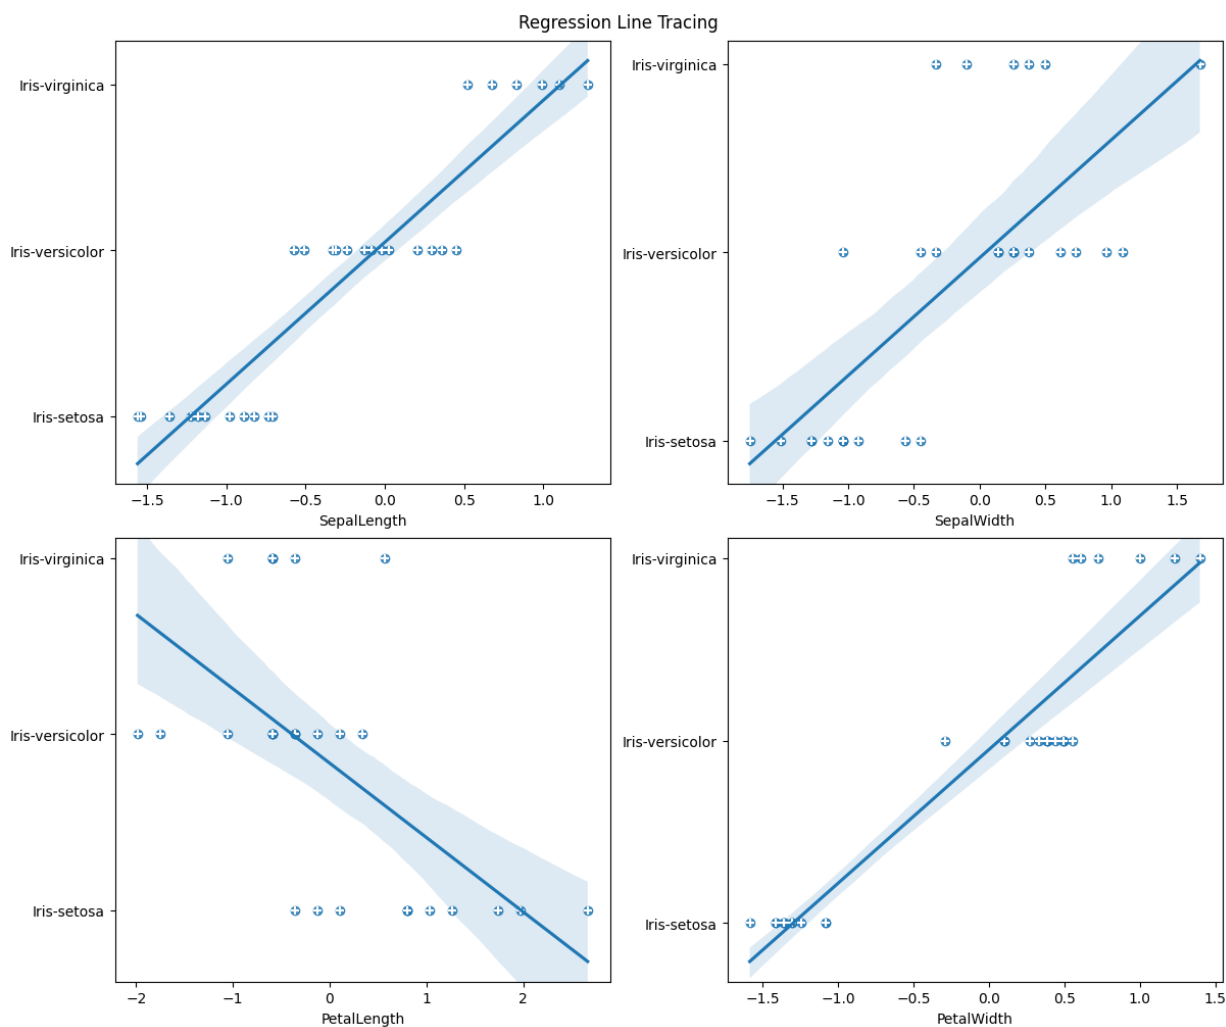 Regression Line Tracing
Iris-virginica
Iris-versicolor
Iris-setosa
−1.5 −1.0 −0.5 0.0 0.5 1.0
SepalLength
Iris-virginica
Iris-versicolor
Iris-setosa
−1.5 −1.0 −0.5 0.0 0.5 1.0 1.5
SepalWidth
Iris-virginica
Iris-versicolor
Iris-setosa
−2 −1 0 1 2
PetalLength
Iris-virginica
Iris-versicolor
Iris-setosa
−1.5 −1.0 −0.5 0.0 0.5 1.0 1.5
PetalWidth